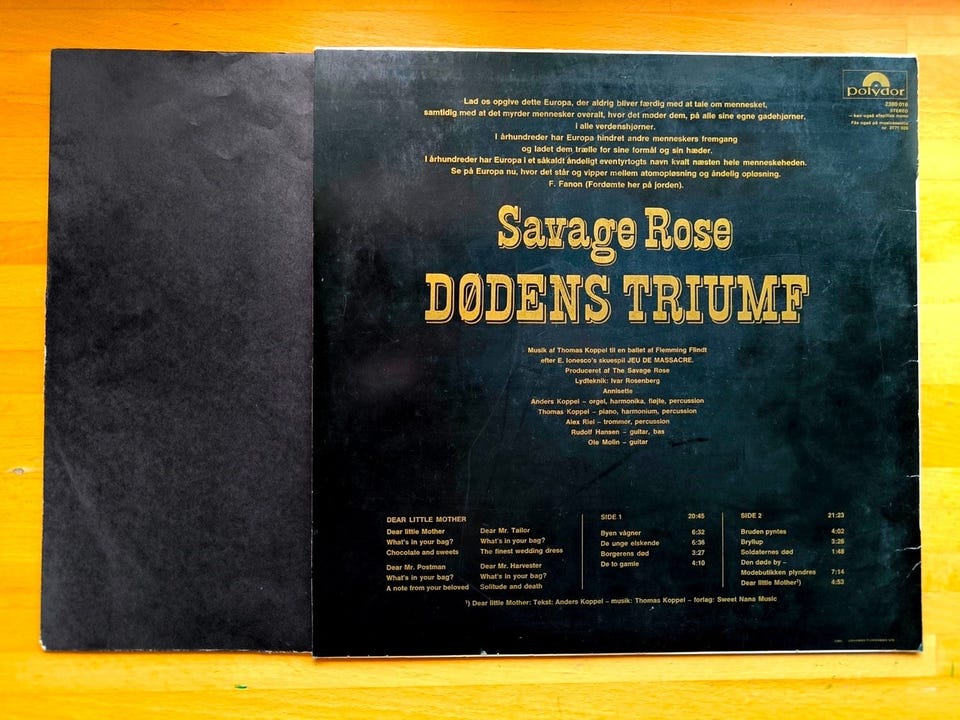 polydor
2380 016
STEREO
– kan også afspilles mono
Fås også på musickassette
nr. 3171 026
Lad os opgive dette Europa, der aldrig bliver færdig med at tale om mennesket,
samtidig med at det myrder mennesker overalt, hvor det møder dem, på alle sine egne gadehjørner,
i alle verdenshjørner.
I århundreder har Europa hindret andre menneskers fremgang
og ladet dem trælle for sine formål og sin hæder.
I århundreder har Europa i et såkaldt åndeligt eventyrtogts navn kvalt næsten hele menneskeheden.
Se på Europa nu, hvor det står og vipper mellem atomopløsning og åndelig opløsning.
F. Fanon (Fordømte her på jorden).
Savage Rose
DØDENS TRIUMF
Musik af Thomas Koppel til en ballet af Flemming Flindt
efter E. Ionesco's skuespil JEU DE MASSACRE.
Produceret af The Savage Rose
Lydteknik: Ivar Rosenberg
Annisette
Anders Koppel – orgel, harmonika, fløjte, percussion
Thomas Koppel – piano, harmonium, percussion
Alex Riel – trommer, percussion
Rudolf Hansen – guitar, bas
Ole Molin – guitar
DEAR LITTLE MOTHER
Dear little Mother
What's in your bag?
Chocolate and sweets
Dear Mr. Postman
What's in your bag?
A note from your beloved
Dear Mr. Tailor
What's in your bag?
The finest wedding dress
Dear Mr. Harvester
What's in your bag?
Solitude and death
SIDE 1 20:45
Byen vågner 6:32
De unge elskende 6:36
Borgerens død 3:27
De to gamle 4:10
SIDE 2 21:23
Bruden pyntes 4:02
Bryllup 3:26
Soldaternes død 1:48
Den døde by –
Modebutikken plyndres 7:14
Dear little Mother¹) 4:53
¹) Dear little Mother: Tekst: Anders Koppel – musik: Thomas Koppel – forlag: Sweet Nana Music